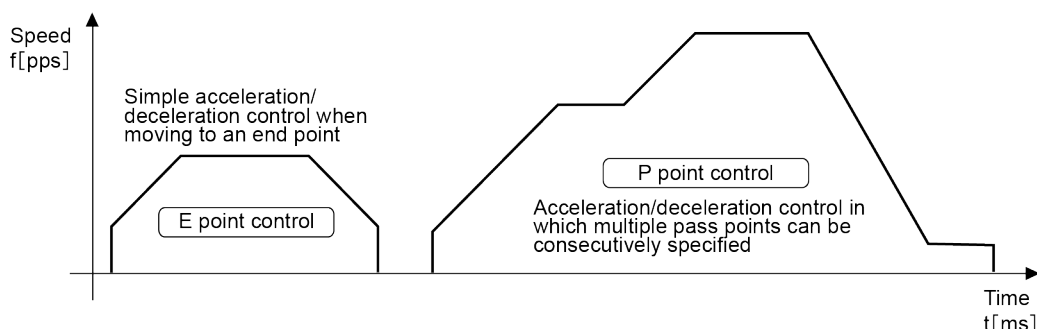 Speed
f[pps]
Simple acceleration/
deceleration control when
moving to an end point
E point control
P point control
Acceleration/deceleration control in
which multiple pass points can be
consecutively specified
Time
t[ms]